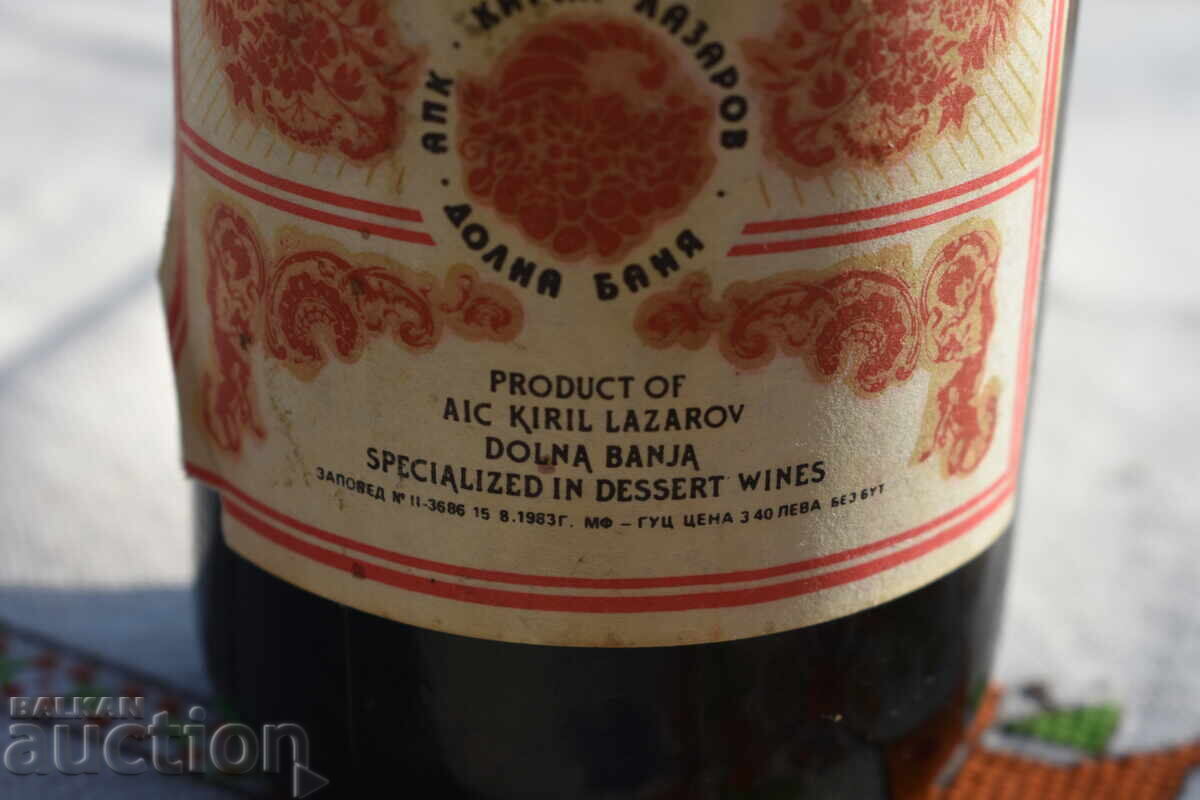 АПК · КИРИЛ ЛАЗАРОВ ·
ДОЛНА БАНЯ
PRODUCT OF
AIC KIRIL LAZAROV
DOLNA BANJA
SPECIALIZED IN DESSERT WINES
ЗАПОВЕД № II-3686 15 8.1983г. МФ – ГУЦ ЦЕНА 3 40 ЛЕВА БЕЗ БУТ
BALKAN
auction